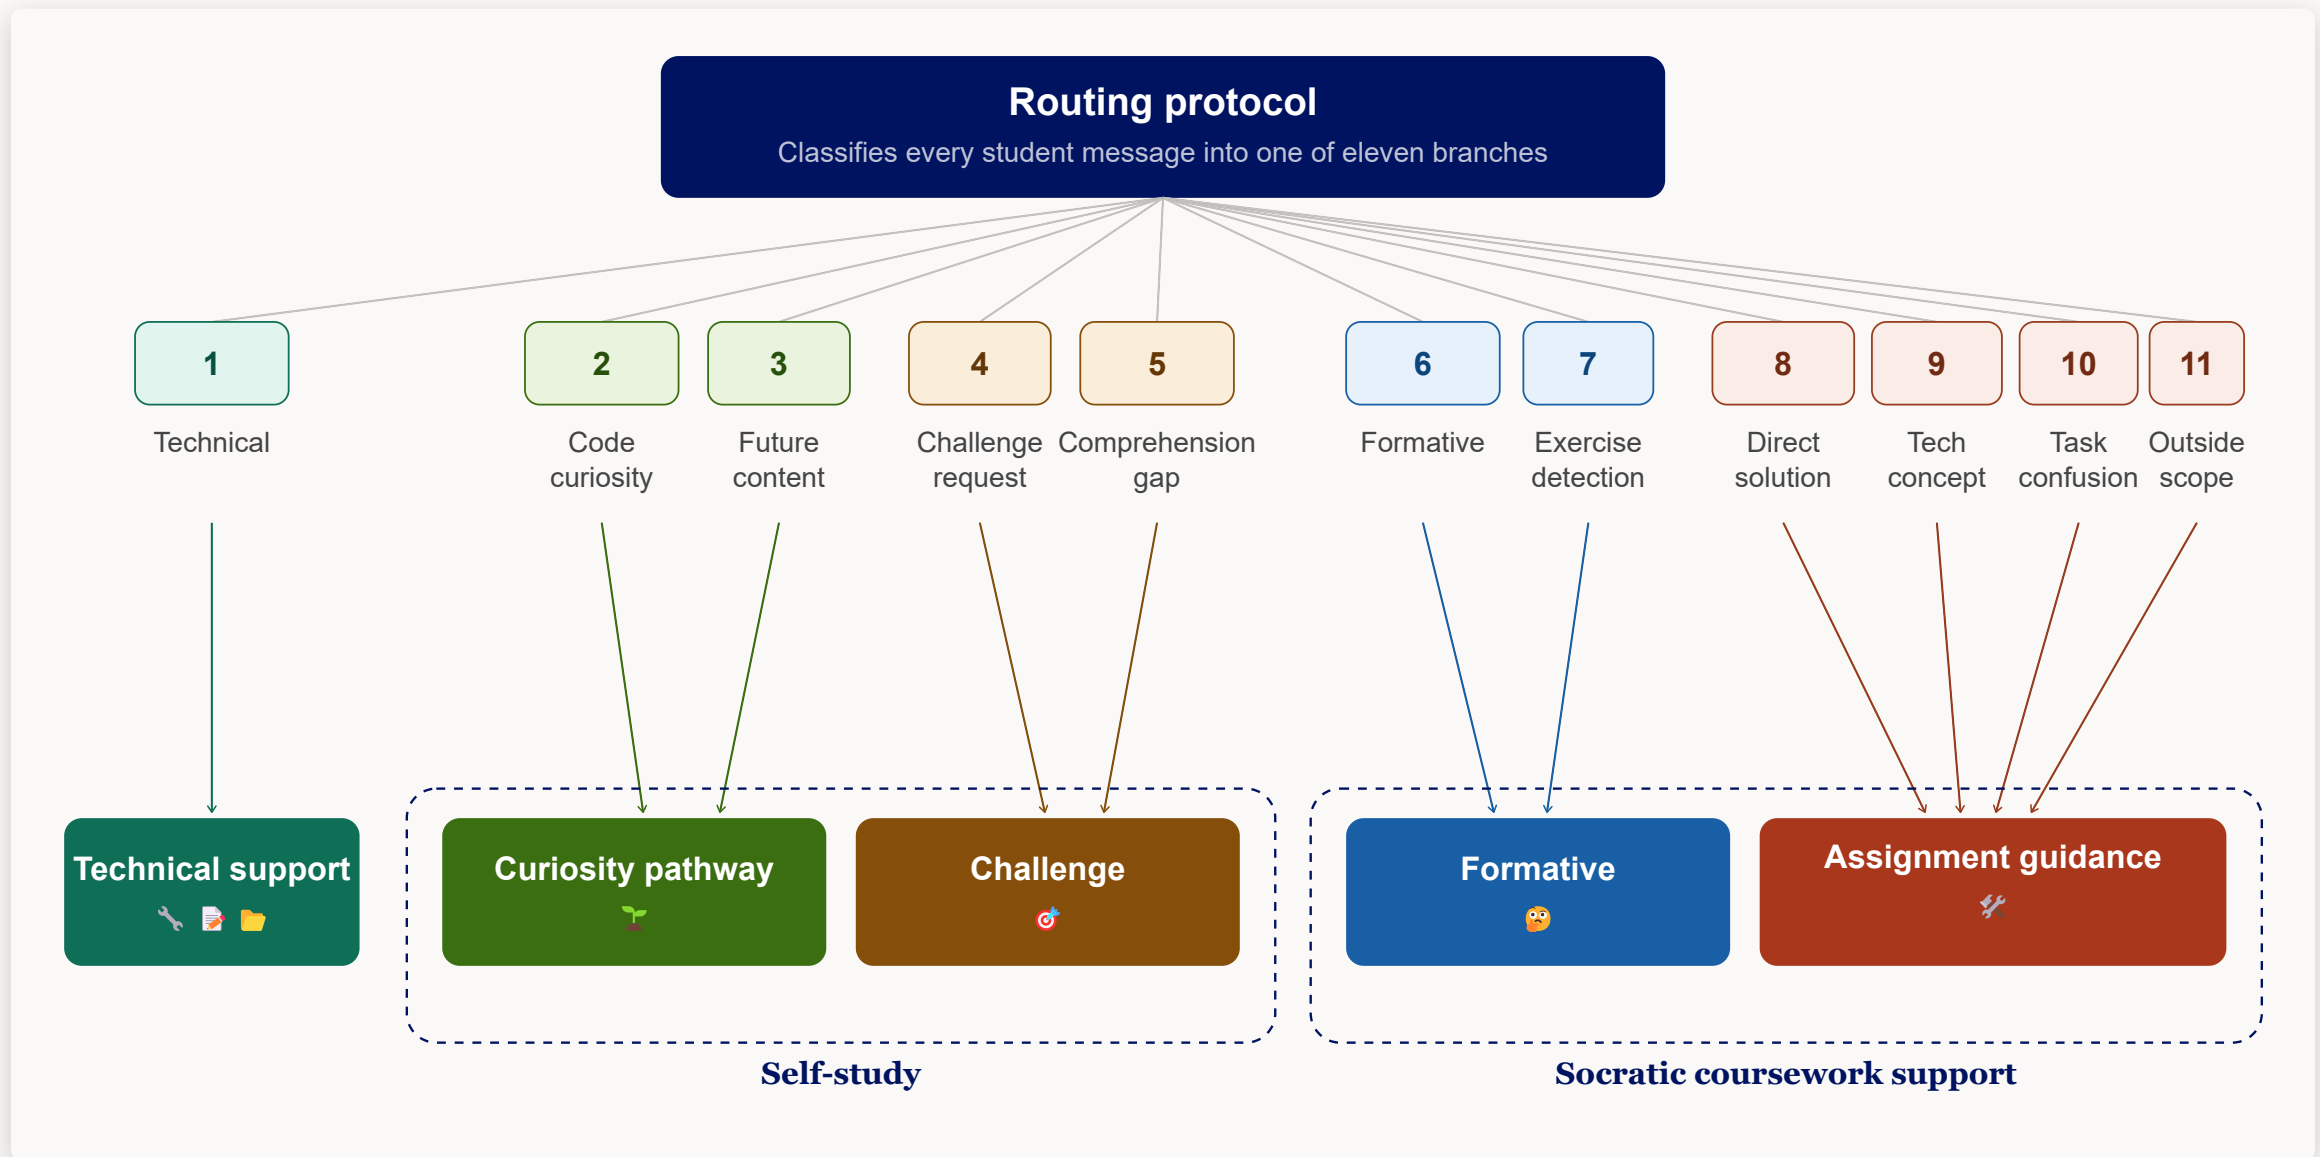 Routing protocol
Classifies every student message into one of eleven branches
1
2
3
4
5
6
7
8
9
10
11
Technical
Code
curiosity
Future
content
Challenge
request
Comprehension
gap
Formative
Exercise
detection
Direct
solution
Tech
concept
Task
confusion
Outside
scope
Technical support
Curiosity pathway
Challenge
Formative
Assignment guidance
Self-study
Socratic coursework support